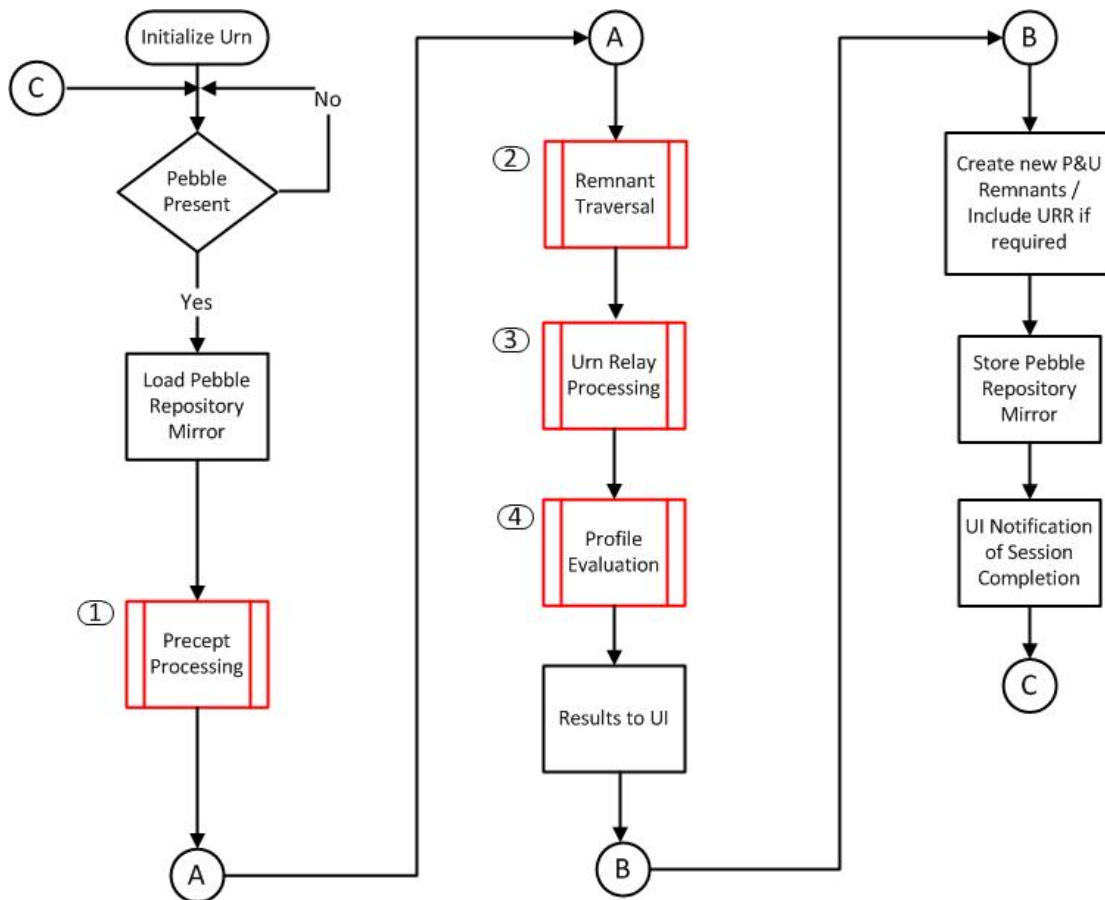 Initialize Urn
C
No
Pebble
Present
Yes
Load Pebble
Repository
Mirror
1
Precept
Processing
A
A
2
Remnant
Traversal
3
Urn Relay
Processing
4
Profile
Evaluation
Results to UI
B
B
Create new P&U
Remnants /
Include URR if
required
Store Pebble
Repository
Mirror
UI Notification
of Session
Completion
C